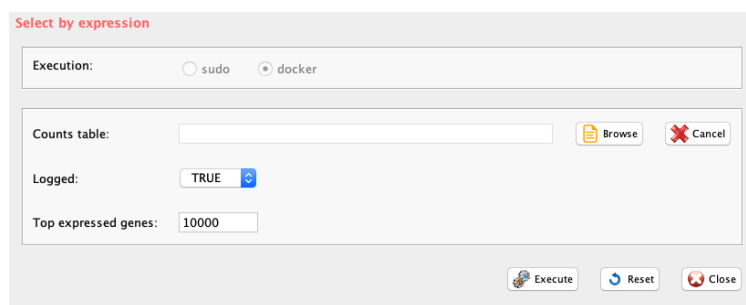 Select by expression
Execution: sudo docker
Counts table: Browse Cancel
Logged: TRUE
Top expressed genes: 10000
Execute Reset Close